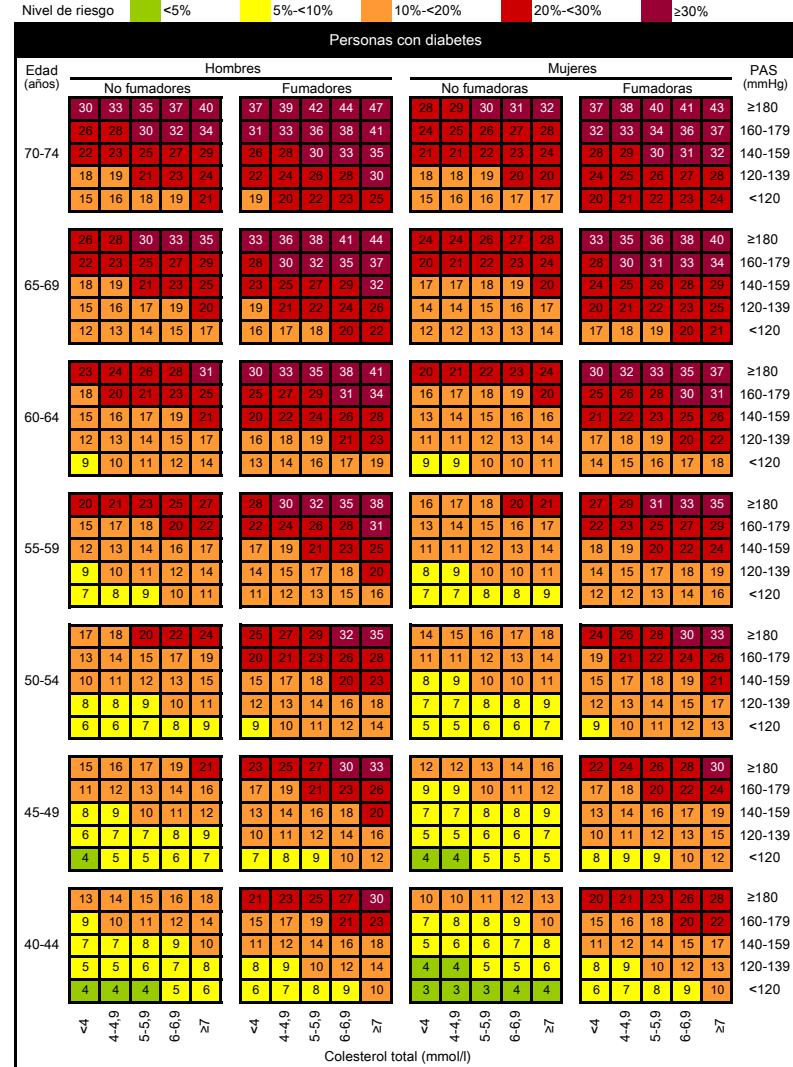 Nivel de riesgo <5% 5%-<10% 10%-<20% 20%-<30% ≥30%
Personas con diabetes
Edad (años) Hombres Mujeres PAS (mmHg)
No fumadores Fumadores No fumadoras Fumadoras
30 33 35 37 40 37 39 42 44 47 28 29 30 31 32 37 38 40 41 43 ≥180
26 28 30 32 34 31 33 36 38 41 24 25 26 27 28 32 33 34 36 37 160-179
70-74 22 23 25 27 29 26 28 30 33 35 21 21 22 23 24 28 29 30 31 32 140-159
18 19 21 23 24 22 24 26 28 30 18 18 19 20 20 24 25 26 27 28 120-139
15 16 18 19 21 19 20 22 23 25 15 16 16 17 17 20 21 22 23 24 <120
26 28 30 33 35 33 36 38 41 44 24 24 26 27 28 33 35 36 38 40 ≥180
22 23 25 27 29 28 30 32 35 37 20 21 22 23 24 28 30 31 33 34 160-179
65-69 18 19 21 23 25 23 25 27 29 32 17 17 18 19 20 24 25 26 28 29 140-159
15 16 17 19 20 19 21 22 24 26 14 14 15 16 17 20 21 22 23 25 120-139
12 13 14 15 17 16 17 18 20 22 12 12 13 13 14 17 18 19 20 21 <120
23 24 26 28 31 30 33 35 38 41 20 21 22 23 24 30 32 33 35 37 ≥180
18 20 21 23 25 25 27 29 31 34 16 17 18 19 20 25 26 28 30 31 160-179
60-64 15 16 17 19 21 20 22 24 26 28 13 14 15 16 16 21 22 23 25 26 140-159
12 13 14 15 17 16 18 19 21 23 11 11 12 13 14 17 18 19 20 22 120-139
9 10 11 12 14 13 14 16 17 19 9 9 10 10 11 14 15 16 17 18 <120
20 21 23 25 27 28 30 32 35 38 16 17 18 20 21 27 29 31 33 35 ≥180
15 17 18 20 22 22 24 26 28 31 13 14 15 16 17 22 23 25 27 29 160-179
55-59 12 13 14 16 17 17 19 21 23 25 11 11 12 13 14 18 19 20 22 24 140-159
9 10 11 12 14 14 15 17 18 20 8 9 10 10 11 14 15 17 18 19 120-139
7 8 9 10 11 11 12 13 15 16 7 7 8 8 9 12 12 13 14 16 <120
17 18 20 22 24 25 27 29 32 35 14 15 16 17 18 24 26 28 30 33 ≥180
13 14 15 17 19 20 21 23 26 28 11 11 12 13 14 19 21 22 24 26 160-179
50-54 10 11 12 13 15 15 17 18 20 23 8 9 10 10 11 15 17 18 19 21 140-159
8 8 9 10 11 12 13 14 16 18 7 7 8 8 9 12 13 14 15 17 120-139
6 6 7 8 9 9 10 11 12 14 5 5 6 6 7 9 10 11 12 13 <120
15 16 17 19 21 23 25 27 30 33 12 12 13 14 16 22 24 26 28 30 ≥180
11 12 13 14 16 17 19 21 23 26 9 9 10 11 12 17 18 20 22 24 160-179
45-49 8 9 10 11 12 13 14 16 18 20 7 7 8 8 9 13 14 16 17 19 140-159
6 7 7 8 9 10 11 12 14 16 5 5 6 6 7 10 11 12 13 15 120-139
4 5 5 6 7 7 8 9 10 12 4 4 5 5 5 8 9 9 10 12 <120
13 14 15 16 18 21 23 25 27 30 10 10 11 12 13 20 21 23 26 28 ≥180
9 10 11 12 14 15 17 19 21 23 7 8 8 9 10 15 16 18 20 22 160-179
40-44 7 7 8 9 10 11 12 14 16 18 5 6 6 7 8 11 12 14 15 17 140-159
5 5 6 7 8 8 9 10 12 14 4 4 5 5 6 8 9 10 12 13 120-139
4 4 4 5 6 6 7 8 9 10 3 3 3 4 4 6 7 8 9 10 <120
<4 4-4,9 5-5,9 6-6,9 ≥7 <4 4-4,9 5-5,9 6-6,9 ≥7 <4 4-4,9 5-5,9 6-6,9 ≥7 <4 4-4,9 5-5,9 6-6,9 ≥7
Colesterol total (mmol/l)